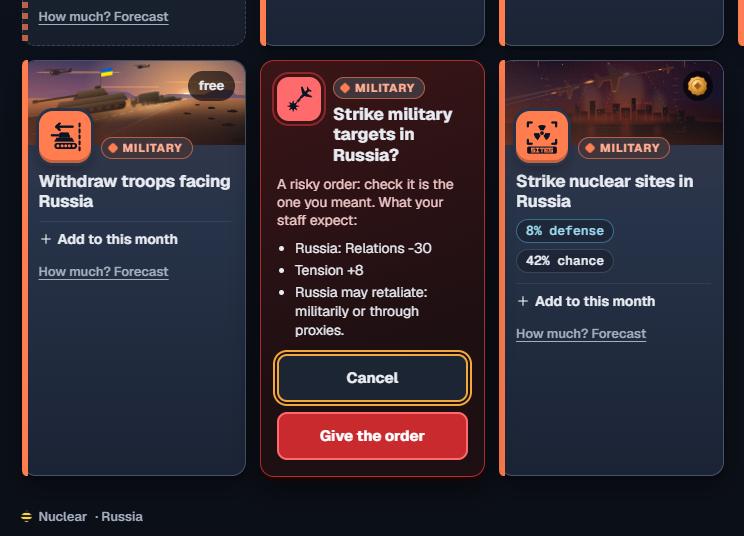 How much? Forecast
free
MILITARY
Withdraw troops facing
Russia
+ Add to this month
How much? Forecast
MILITARY
Strike military
targets in
Russia?
A risky order: check it is the
one you meant. What your
staff expect:
• Russia: Relations -30
• Tension +8
• Russia may retaliate:
militarily or through
proxies.
Cancel
Give the order
MILITARY
SITES
Strike nuclear sites in
Russia
8% defense
42% chance
+ Add to this month
How much? Forecast
Nuclear · Russia